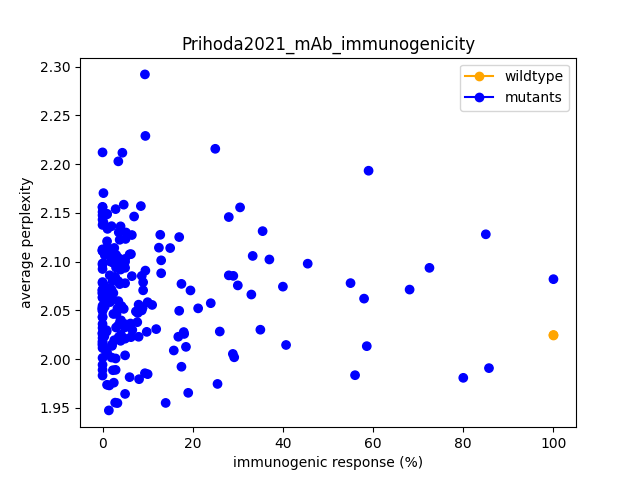 Prihoda2021_mAb_immunogenicity
wildtype
mutants
average perplexity
2.30
2.25
2.20
2.15
2.10
2.05
2.00
1.95
0 20 40 60 80 100
immunogenic response (%)